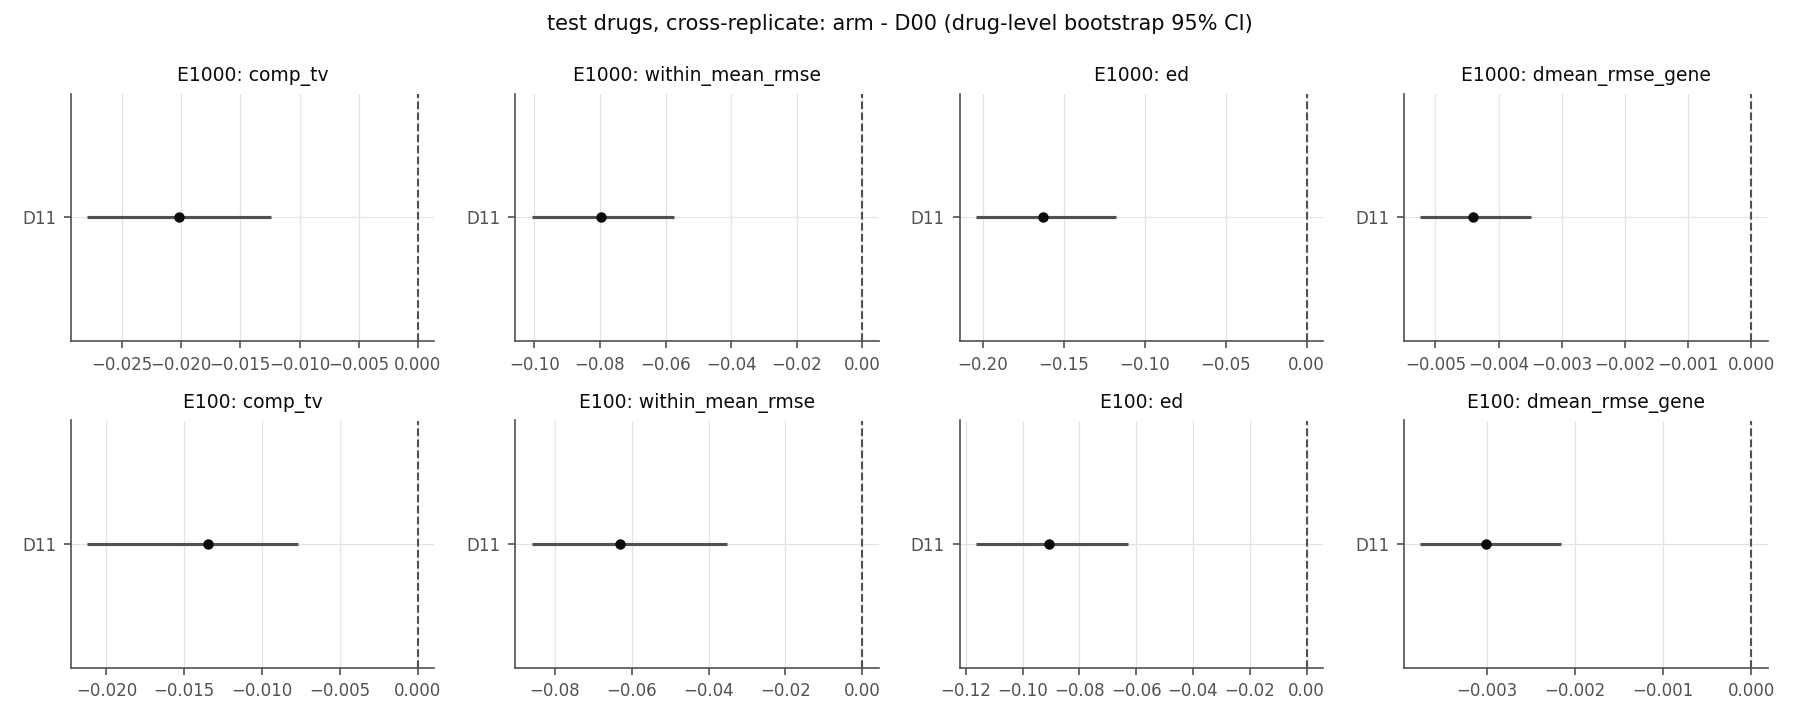 test drugs, cross-replicate: arm - D00 (drug-level bootstrap 95% CI)
E1000: comp_tv
E1000: within_mean_rmse
E1000: ed
E1000: dmean_rmse_gene
D11
D11
D11
D11
−0.025 −0.020 −0.015 −0.010 −0.005 0.000
−0.10 −0.08 −0.06 −0.04 −0.02 0.00
−0.20 −0.15 −0.10 −0.05 0.00
−0.005 −0.004 −0.003 −0.002 −0.001 0.000
E100: comp_tv
E100: within_mean_rmse
E100: ed
E100: dmean_rmse_gene
D11
D11
D11
D11
−0.020 −0.015 −0.010 −0.005 0.000
−0.08 −0.06 −0.04 −0.02 0.00
−0.12 −0.10 −0.08 −0.06 −0.04 −0.02 0.00
−0.003 −0.002 −0.001 0.000